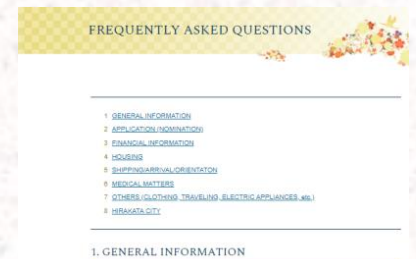 FREQUENTLY ASKED QUESTIONS
1 GENERAL INFORMATION
2 APPLICATION (NOMINATION)
3 FINANCIAL INFORMATION
4 HOUSING
5 SHIPPING/ARRIVAL/ORIENTATON
6 MEDICAL MATTERS
7 OTHERS (CLOTHING, TRAVELING, ELECTRIC APPLIANCES, etc.)
8 HIRAKATA CITY
1. GENERAL INFORMATION